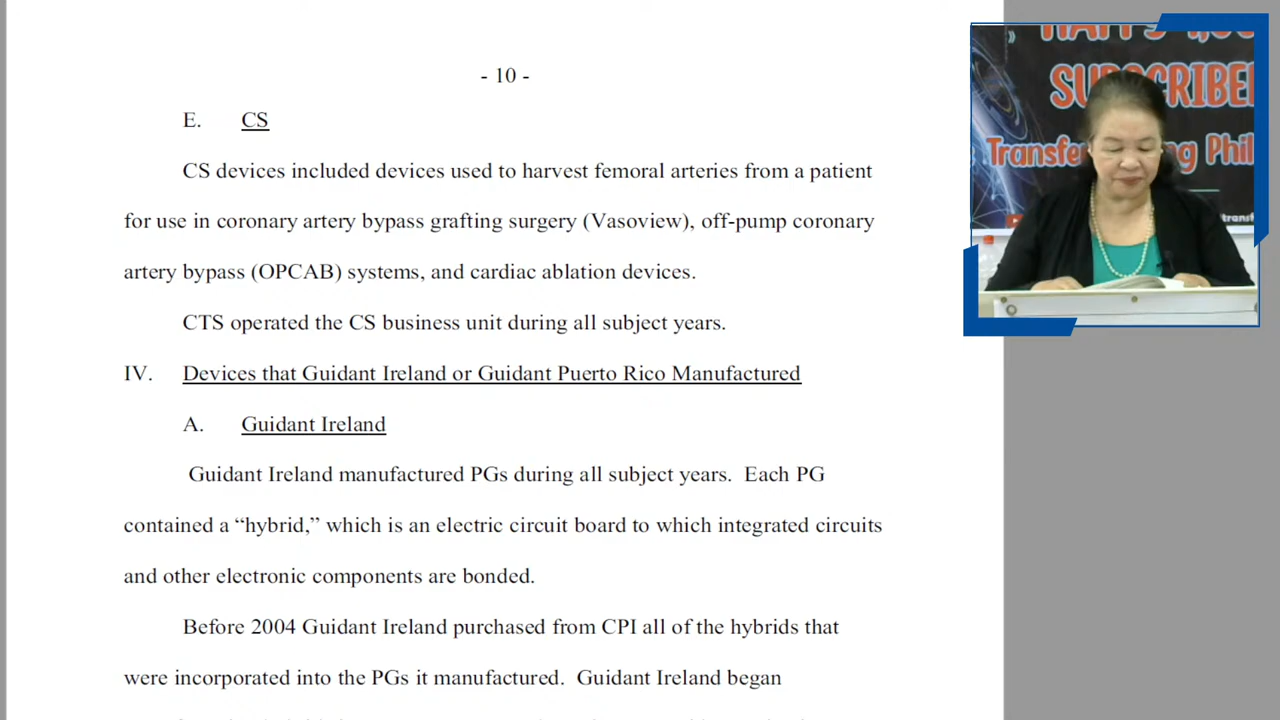 - 10 -
E. CS
CS devices included devices used to harvest femoral arteries from a patient
for use in coronary artery bypass grafting surgery (Vasoview), off-pump coronary
artery bypass (OPCAB) systems, and cardiac ablation devices.
CTS operated the CS business unit during all subject years.
IV. Devices that Guidant Ireland or Guidant Puerto Rico Manufactured
A. Guidant Ireland
Guidant Ireland manufactured PGs during all subject years. Each PG
contained a “hybrid,” which is an electric circuit board to which integrated circuits
and other electronic components are bonded.
Before 2004 Guidant Ireland purchased from CPI all of the hybrids that
were incorporated into the PGs it manufactured. Guidant Ireland began